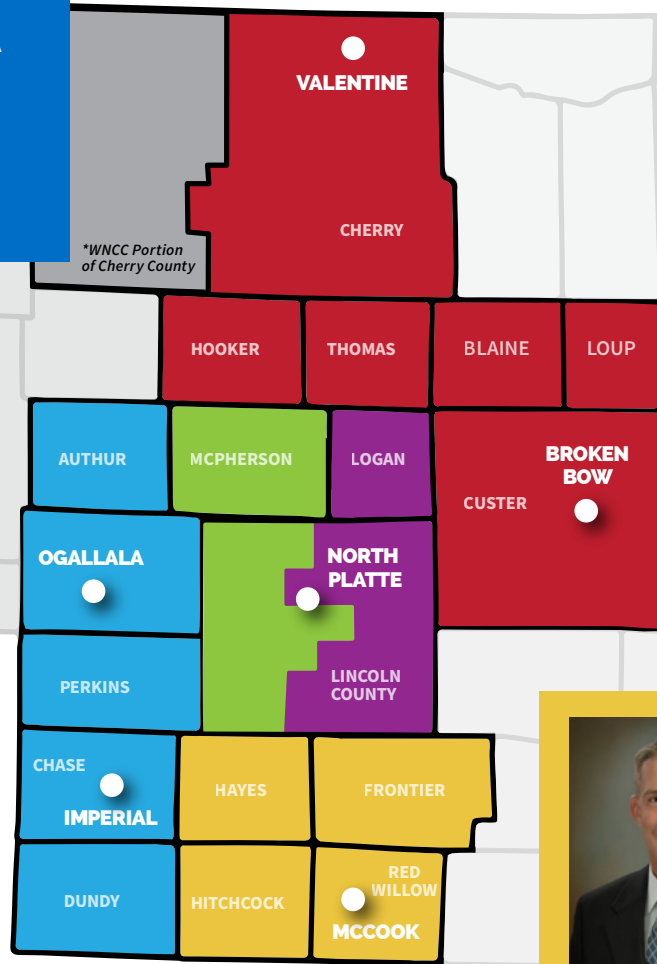 VALENTINE
CHERRY
*WNCC Portion
of Cherry County
HOOKER
THOMAS
BLAINE
LOUP
AUTHUR
MCPHERSON
LOGAN
BROKEN
BOW
CUSTER
OGALLALA
NORTH
PLATTE
PERKINS
LINCOLN
COUNTY
CHASE
IMPERIAL
HAYES
FRONTIER
DUNDY
HITCHCOCK
RED
WILLOW
MCCOOK